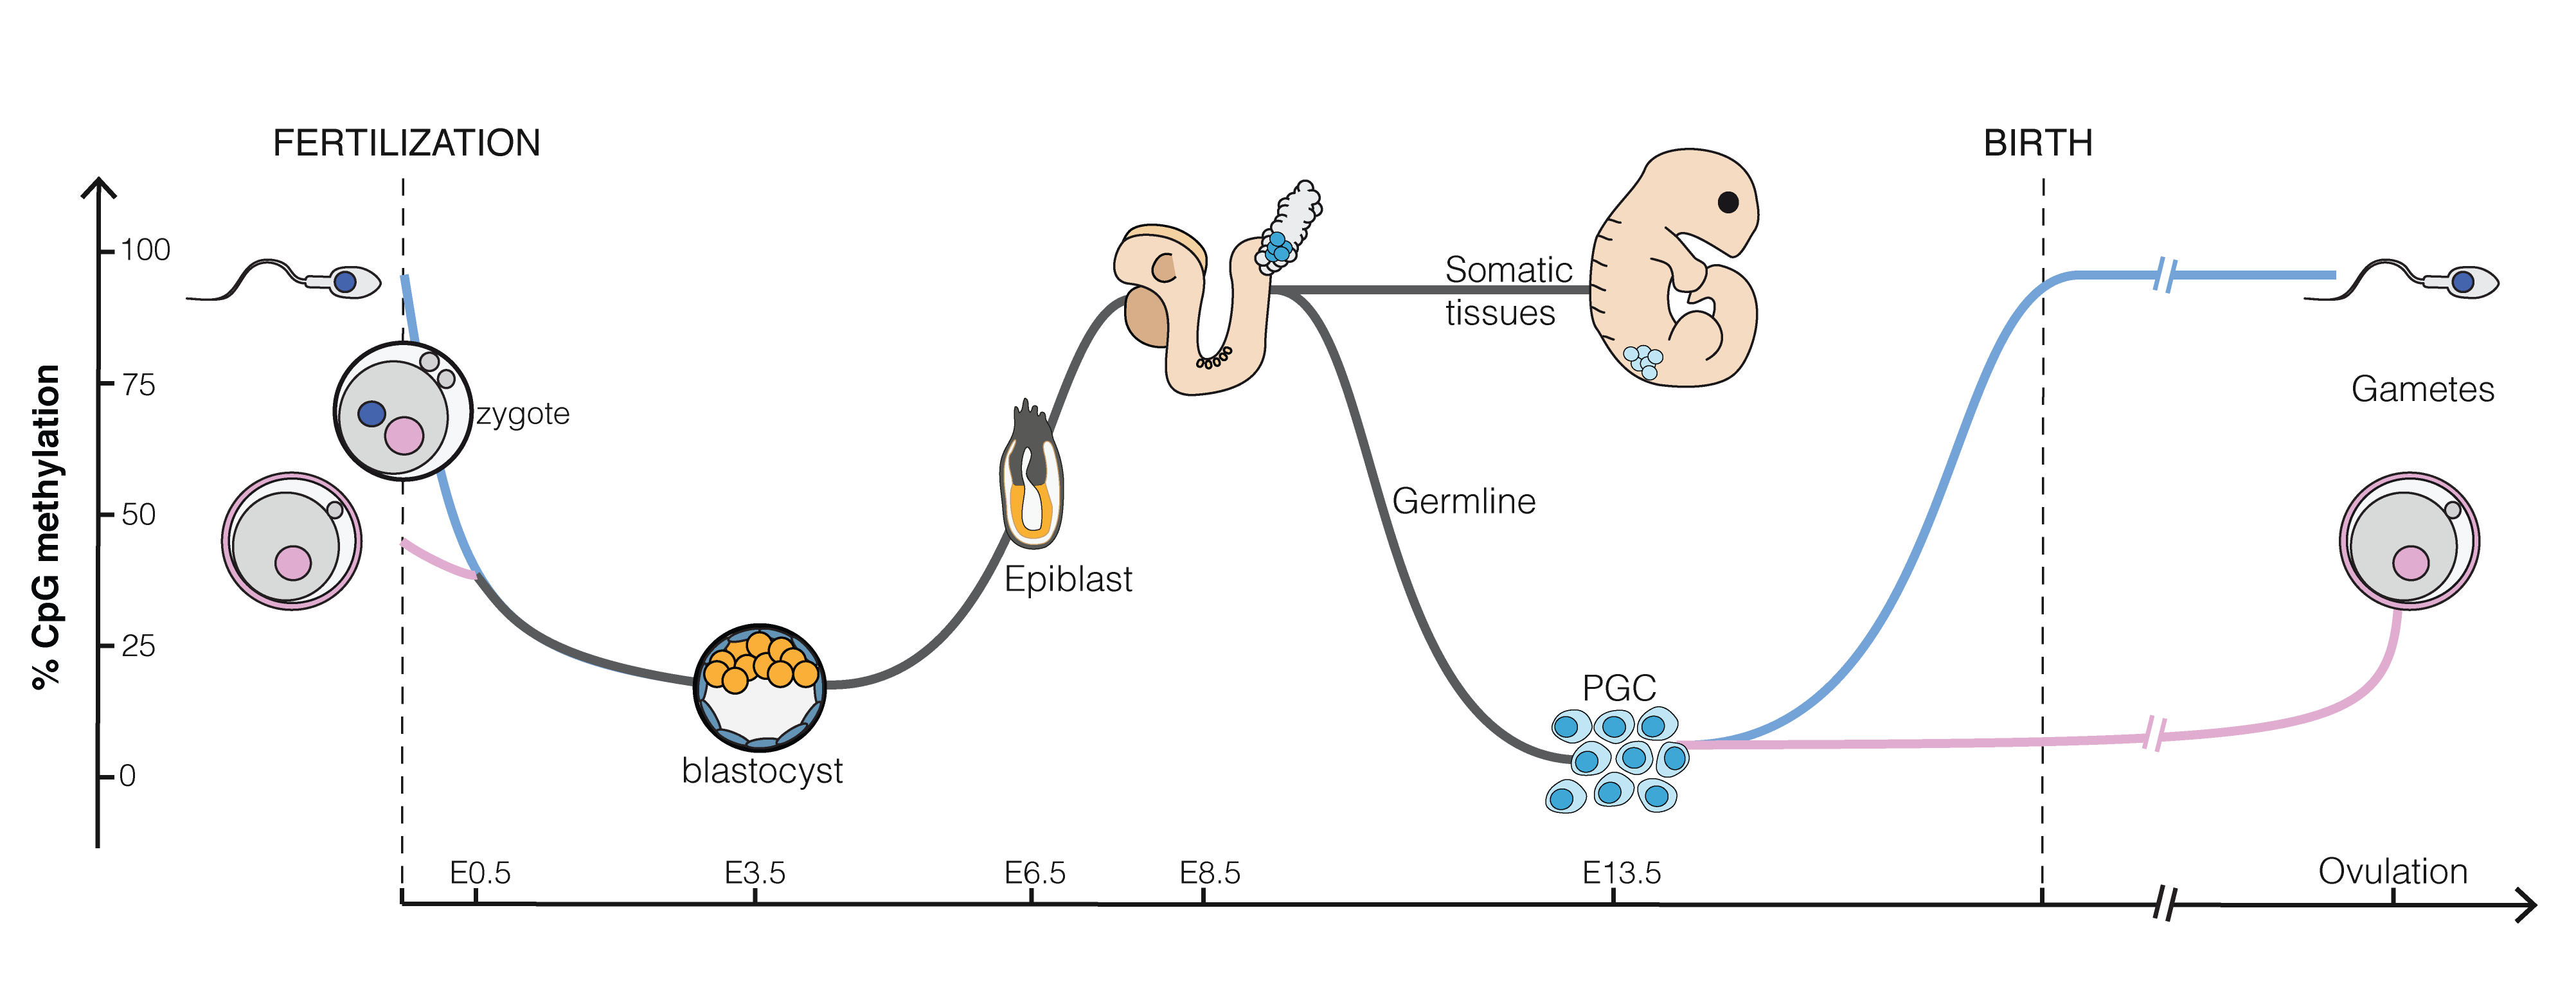 FERTILIZATION
BIRTH
% CpG methylation
100
75
50
25
0
zygote
blastocyst
Epiblast
Somatic
tissues
Germline
PGC
Gametes
E0.5
E3.5
E6.5
E8.5
E13.5
Ovulation